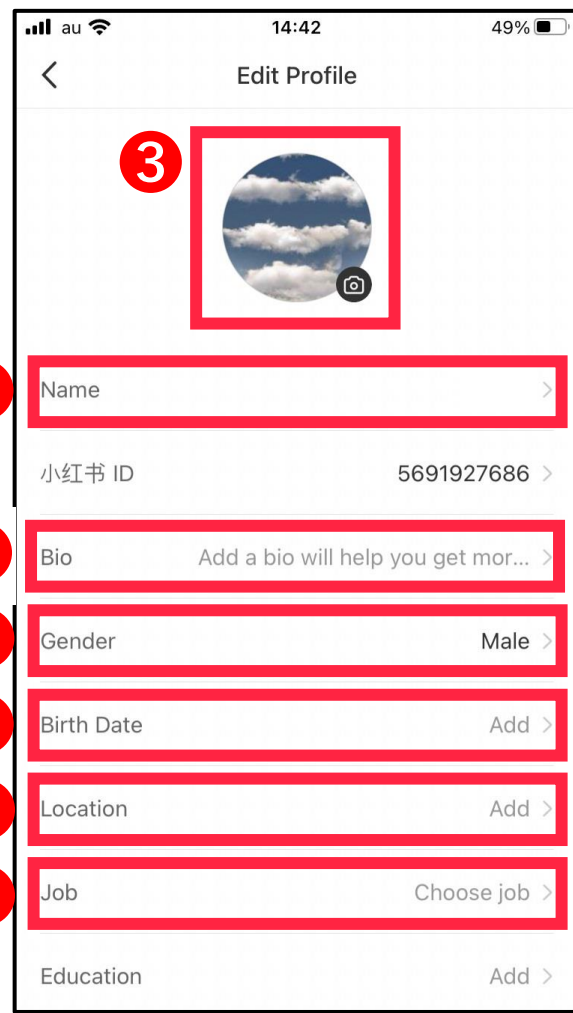 au 14:42 49%
Edit Profile
3
Name
小红书 ID 5691927686
Bio Add a bio will help you get mor...
Gender Male
Birth Date Add
Location Add
Job Choose job
Education Add